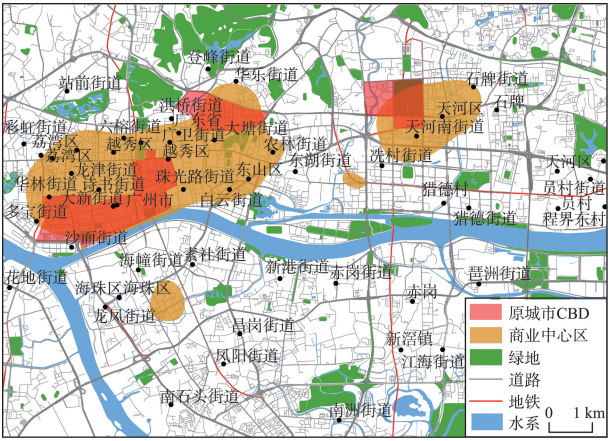 登峰街道
站前街道
华乐街道
石牌街道
洪桥街道
东省
天河区
石牌
彩虹街道
六榕街道
卫街道
大塘街道
天河南街道
荔湾区
越秀区
荔湾区
越秀区
农林街道
东湖街道
冼村街道
天河区
龙津街道
东山区
华林街道
诗书街道
珠光路街道
猎德村
员村街道
大新街道
广州市
白云街道
员村
多宝街道
猎德街道
程界东村
沙面街道
素社街道
海幢街道
新港街道
赤岗街道
琶洲街道
花地街道
海珠区
海珠区
赤岗
龙凤街道
昌岗街道
新滘镇
凤阳街道
江海街道
南石头街道
南洲街道
原城市CBD
商业中心区
绿地
道路
地铁
水系
0 1 km